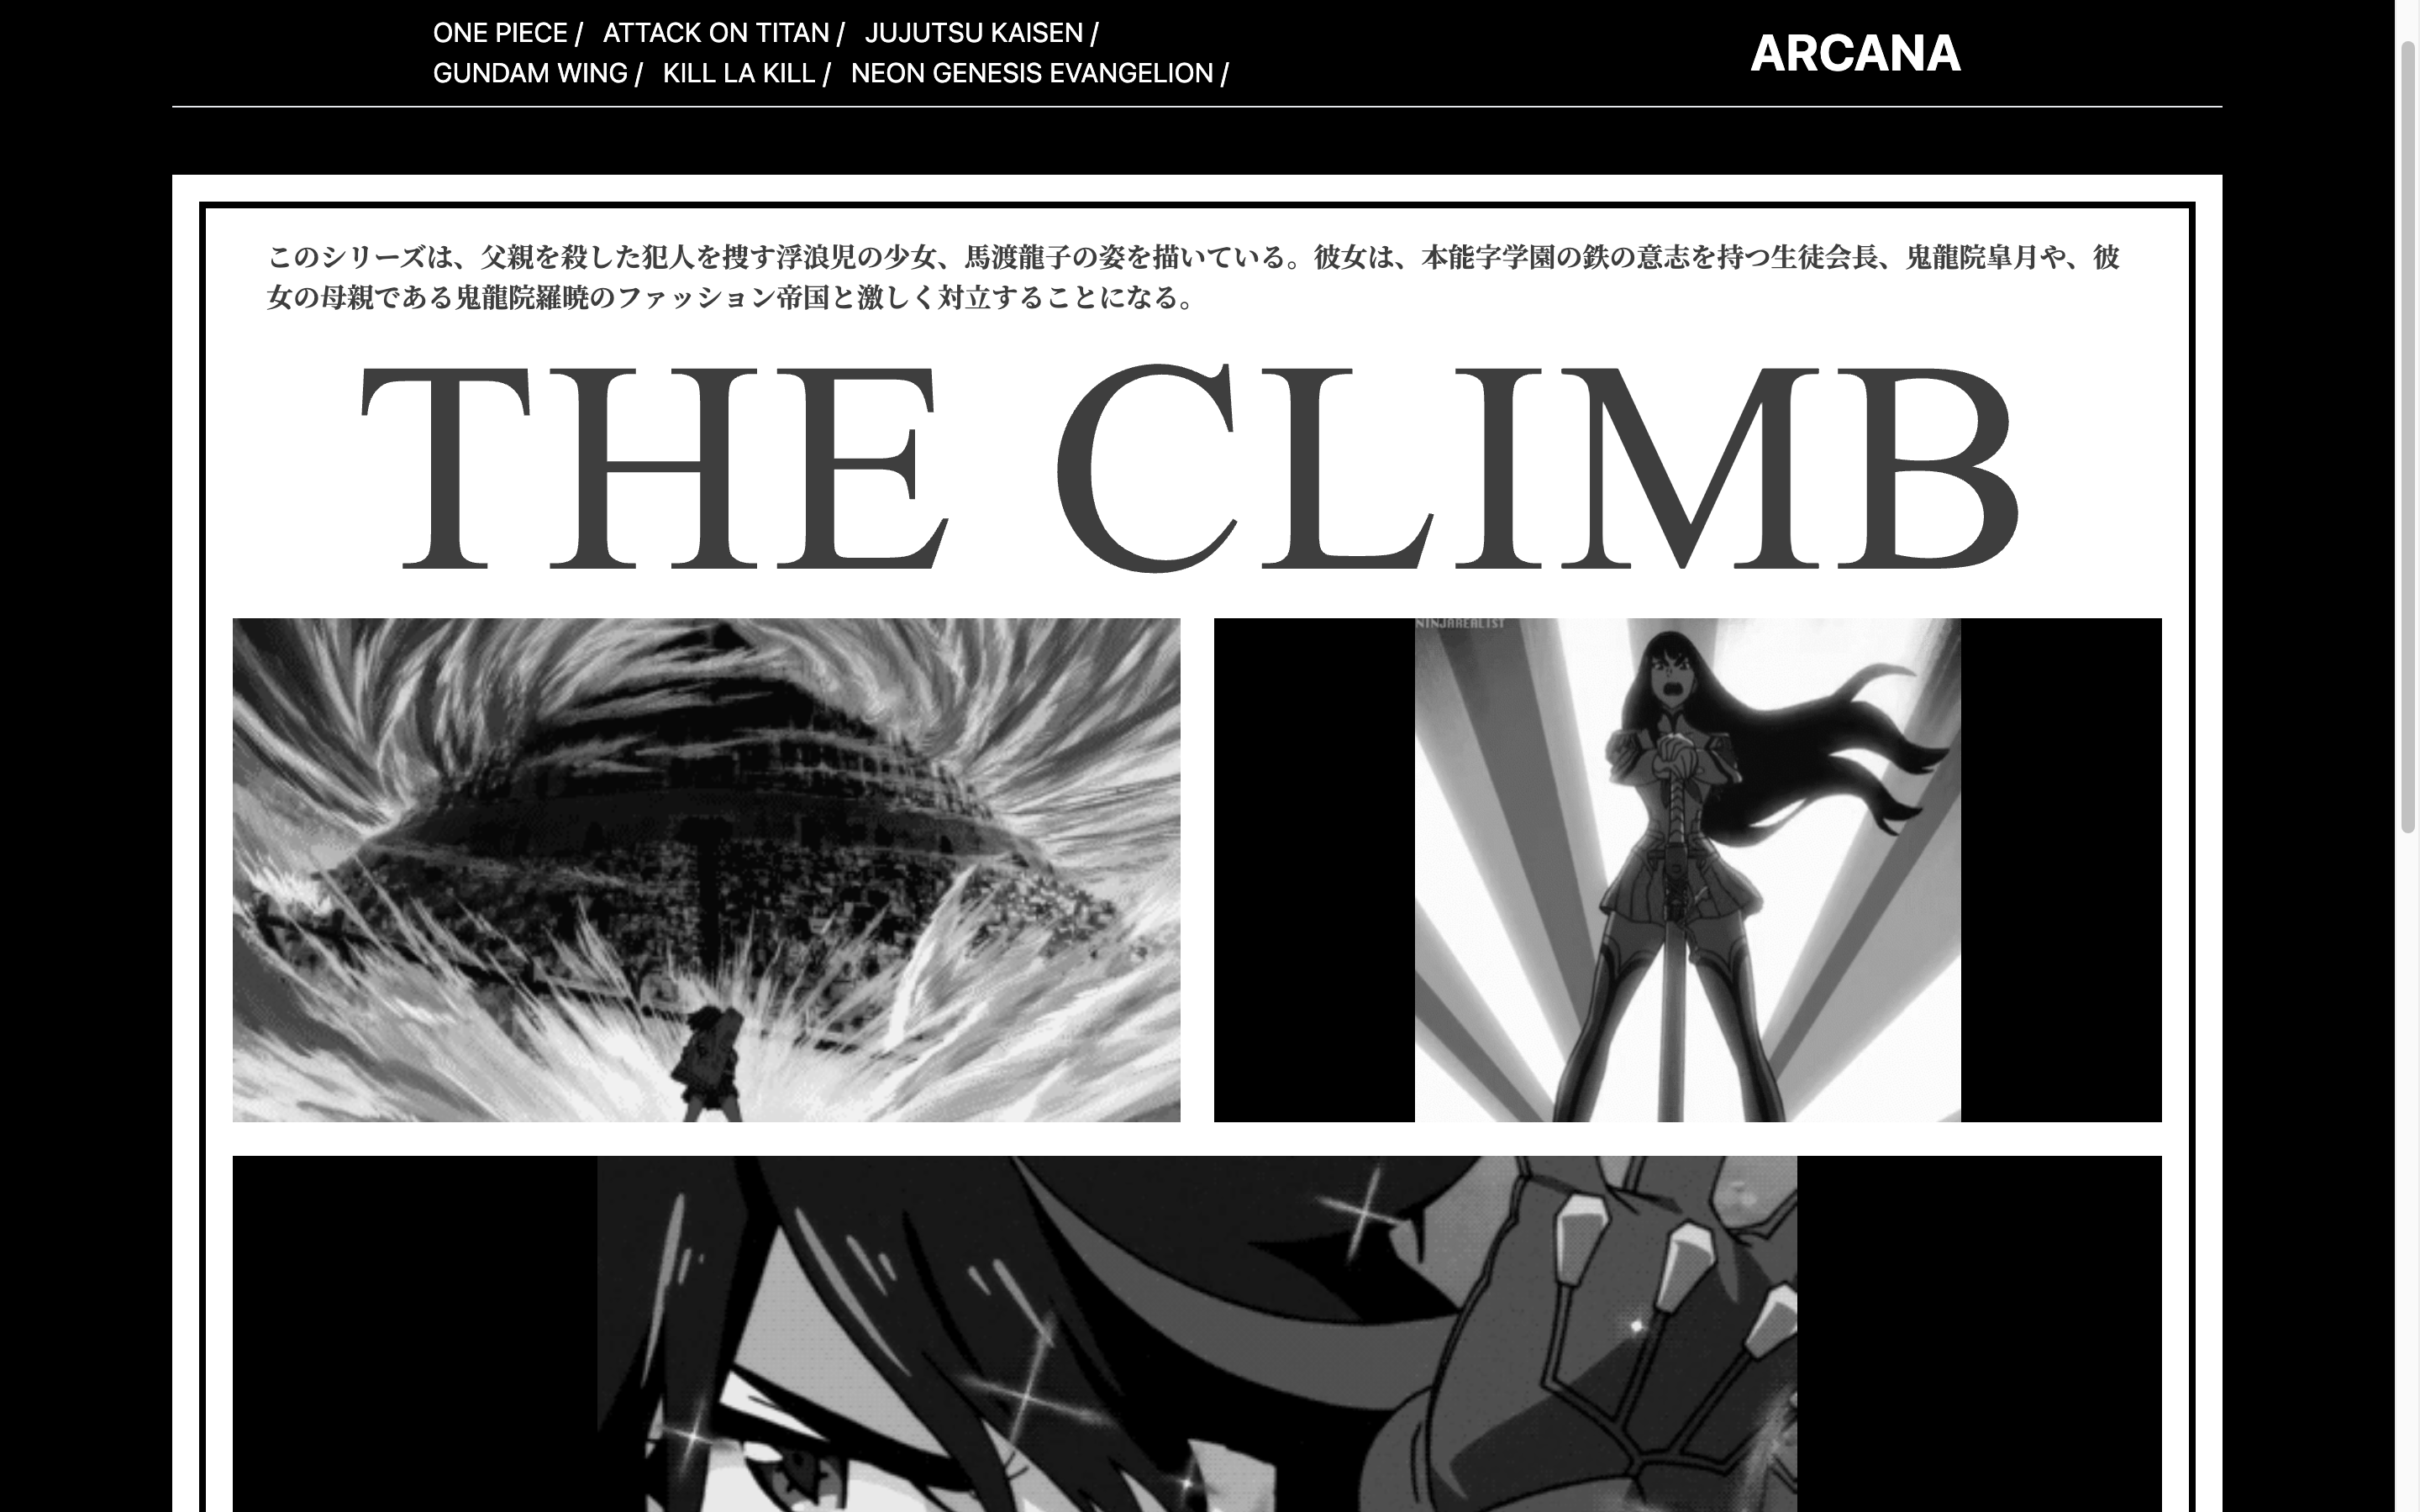 ONE PIECE / ATTACK ON TITAN / JUJUTSU KAISEN /
GUNDAM WING / KILL LA KILL / NEON GENESIS EVANGELION /
ARCANA
このシリーズは、父親を殺した犯人を捜す浮浪児の少女、馬渡龍子の姿を描いている。彼女は、本能字学園の鉄の意志を持つ生徒会長、鬼龍院皐月や、彼
女の母親である鬼龍院羅暁のファッション帝国と激しく対立することになる。
THE CLIMB
NINJAREALIST